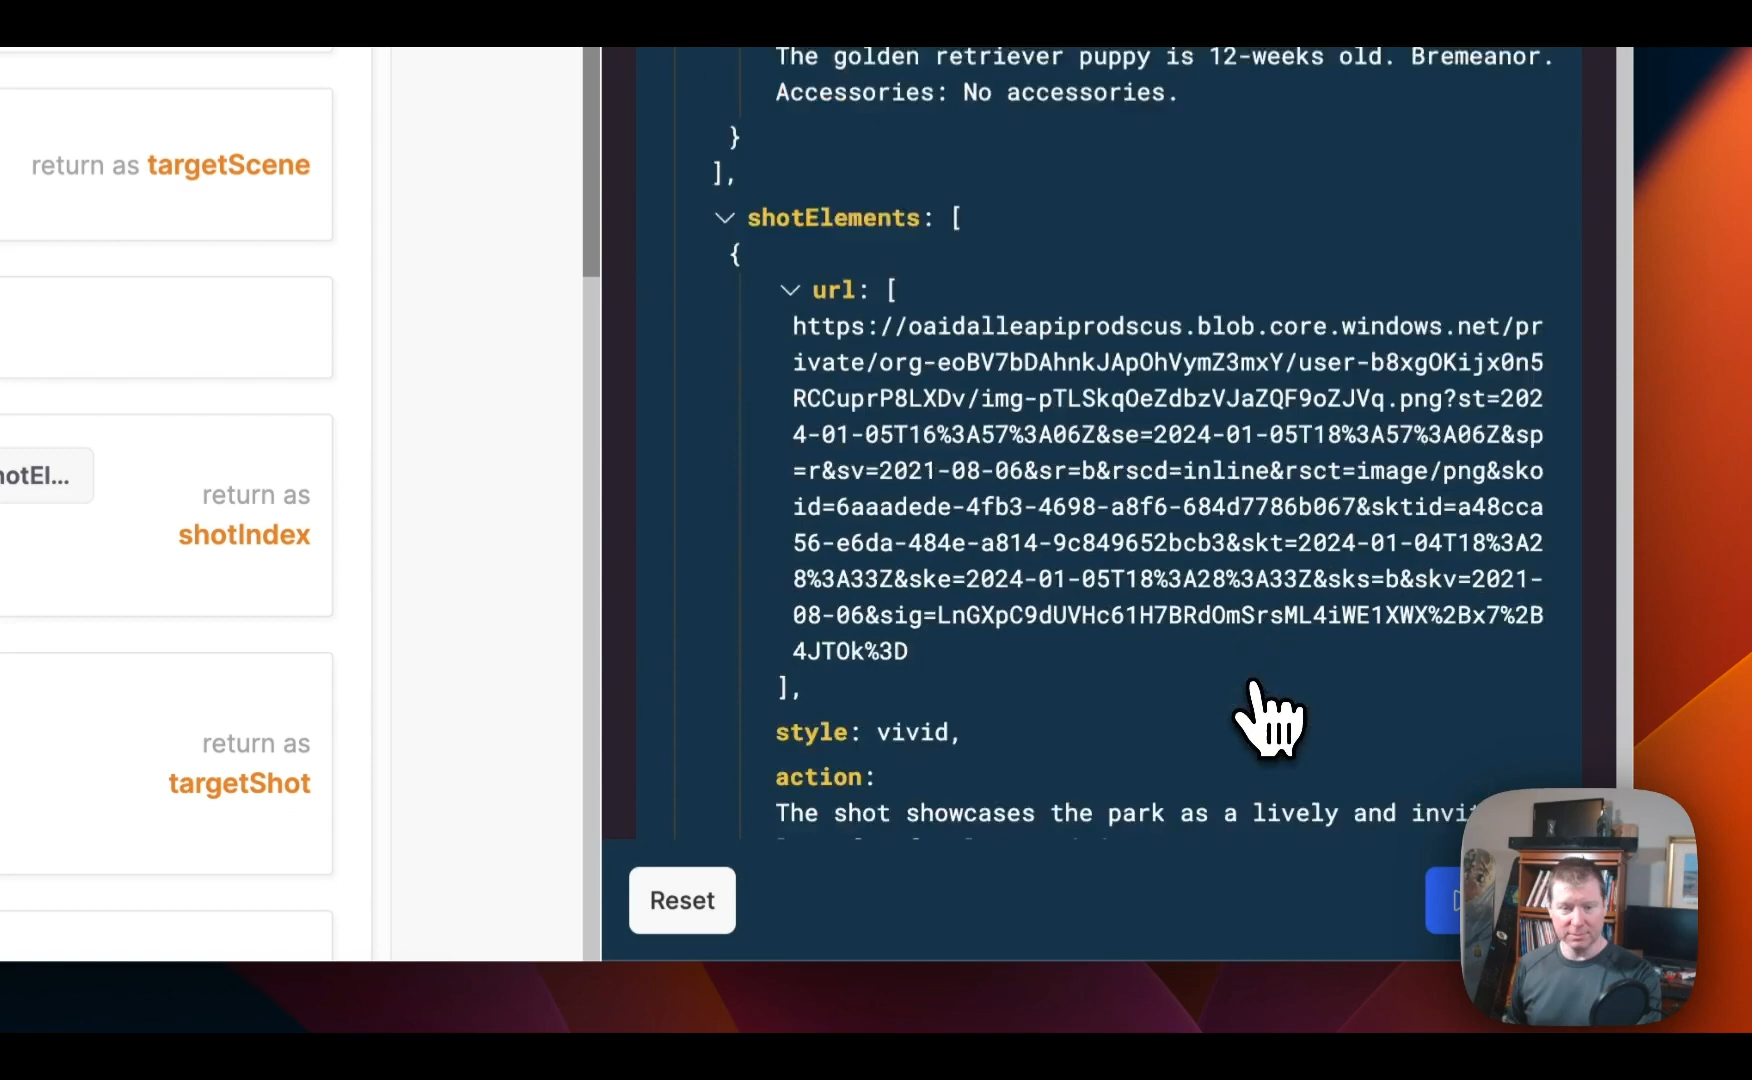 return as targetScene
notEl...
return as
shotIndex
return as
targetShot
The golden retriever puppy is 12-weeks old. Bremeanor.
Accessories: No accessories.
}
],
shotElements: [
{
url: [
https://oaidalleapiprodscus.blob.core.windows.net/pr
ivate/org-eoBV7bDAhnkJApOhVymZ3mxY/user-b8xgOKijx0n5
RCCuprP8LXDv/img-pTLSkqOeZdbzVJaZQF9oZJVq.png?st=202
4-01-05T16%3A57%3A06Z&se=2024-01-05T18%3A57%3A06Z&sp
=r&sv=2021-08-06&sr=b&rscd=inline&rsct=image/png&sko
id=6aaadede-4fb3-4698-a8f6-684d7786b067&sktid=a48cca
56-e6da-484e-a814-9c849652bcb3&skt=2024-01-04T18%3A2
8%3A33Z&ske=2024-01-05T18%3A28%3A33Z&sks=b&skv=2021-
08-06&sig=LnGXpC9dUVHc61H7BRdOmSrsML4iWE1XWX%2Bx7%2B
4JTOk%3D
],
style: vivid,
action:
The shot showcases the park as a lively and invit
Reset